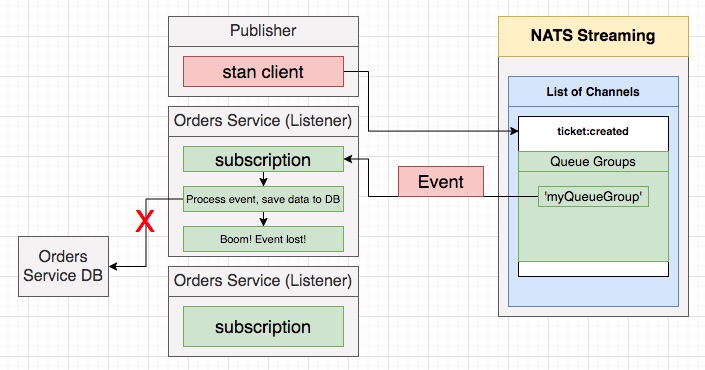 Publisher
stan client
Orders Service (Listener)
subscription
Process event, save data to DB
Boom! Event lost!
X
Orders
Service DB
Orders Service (Listener)
subscription
Event
NATS Streaming
List of Channels
ticket:created
Queue Groups
'myQueueGroup'